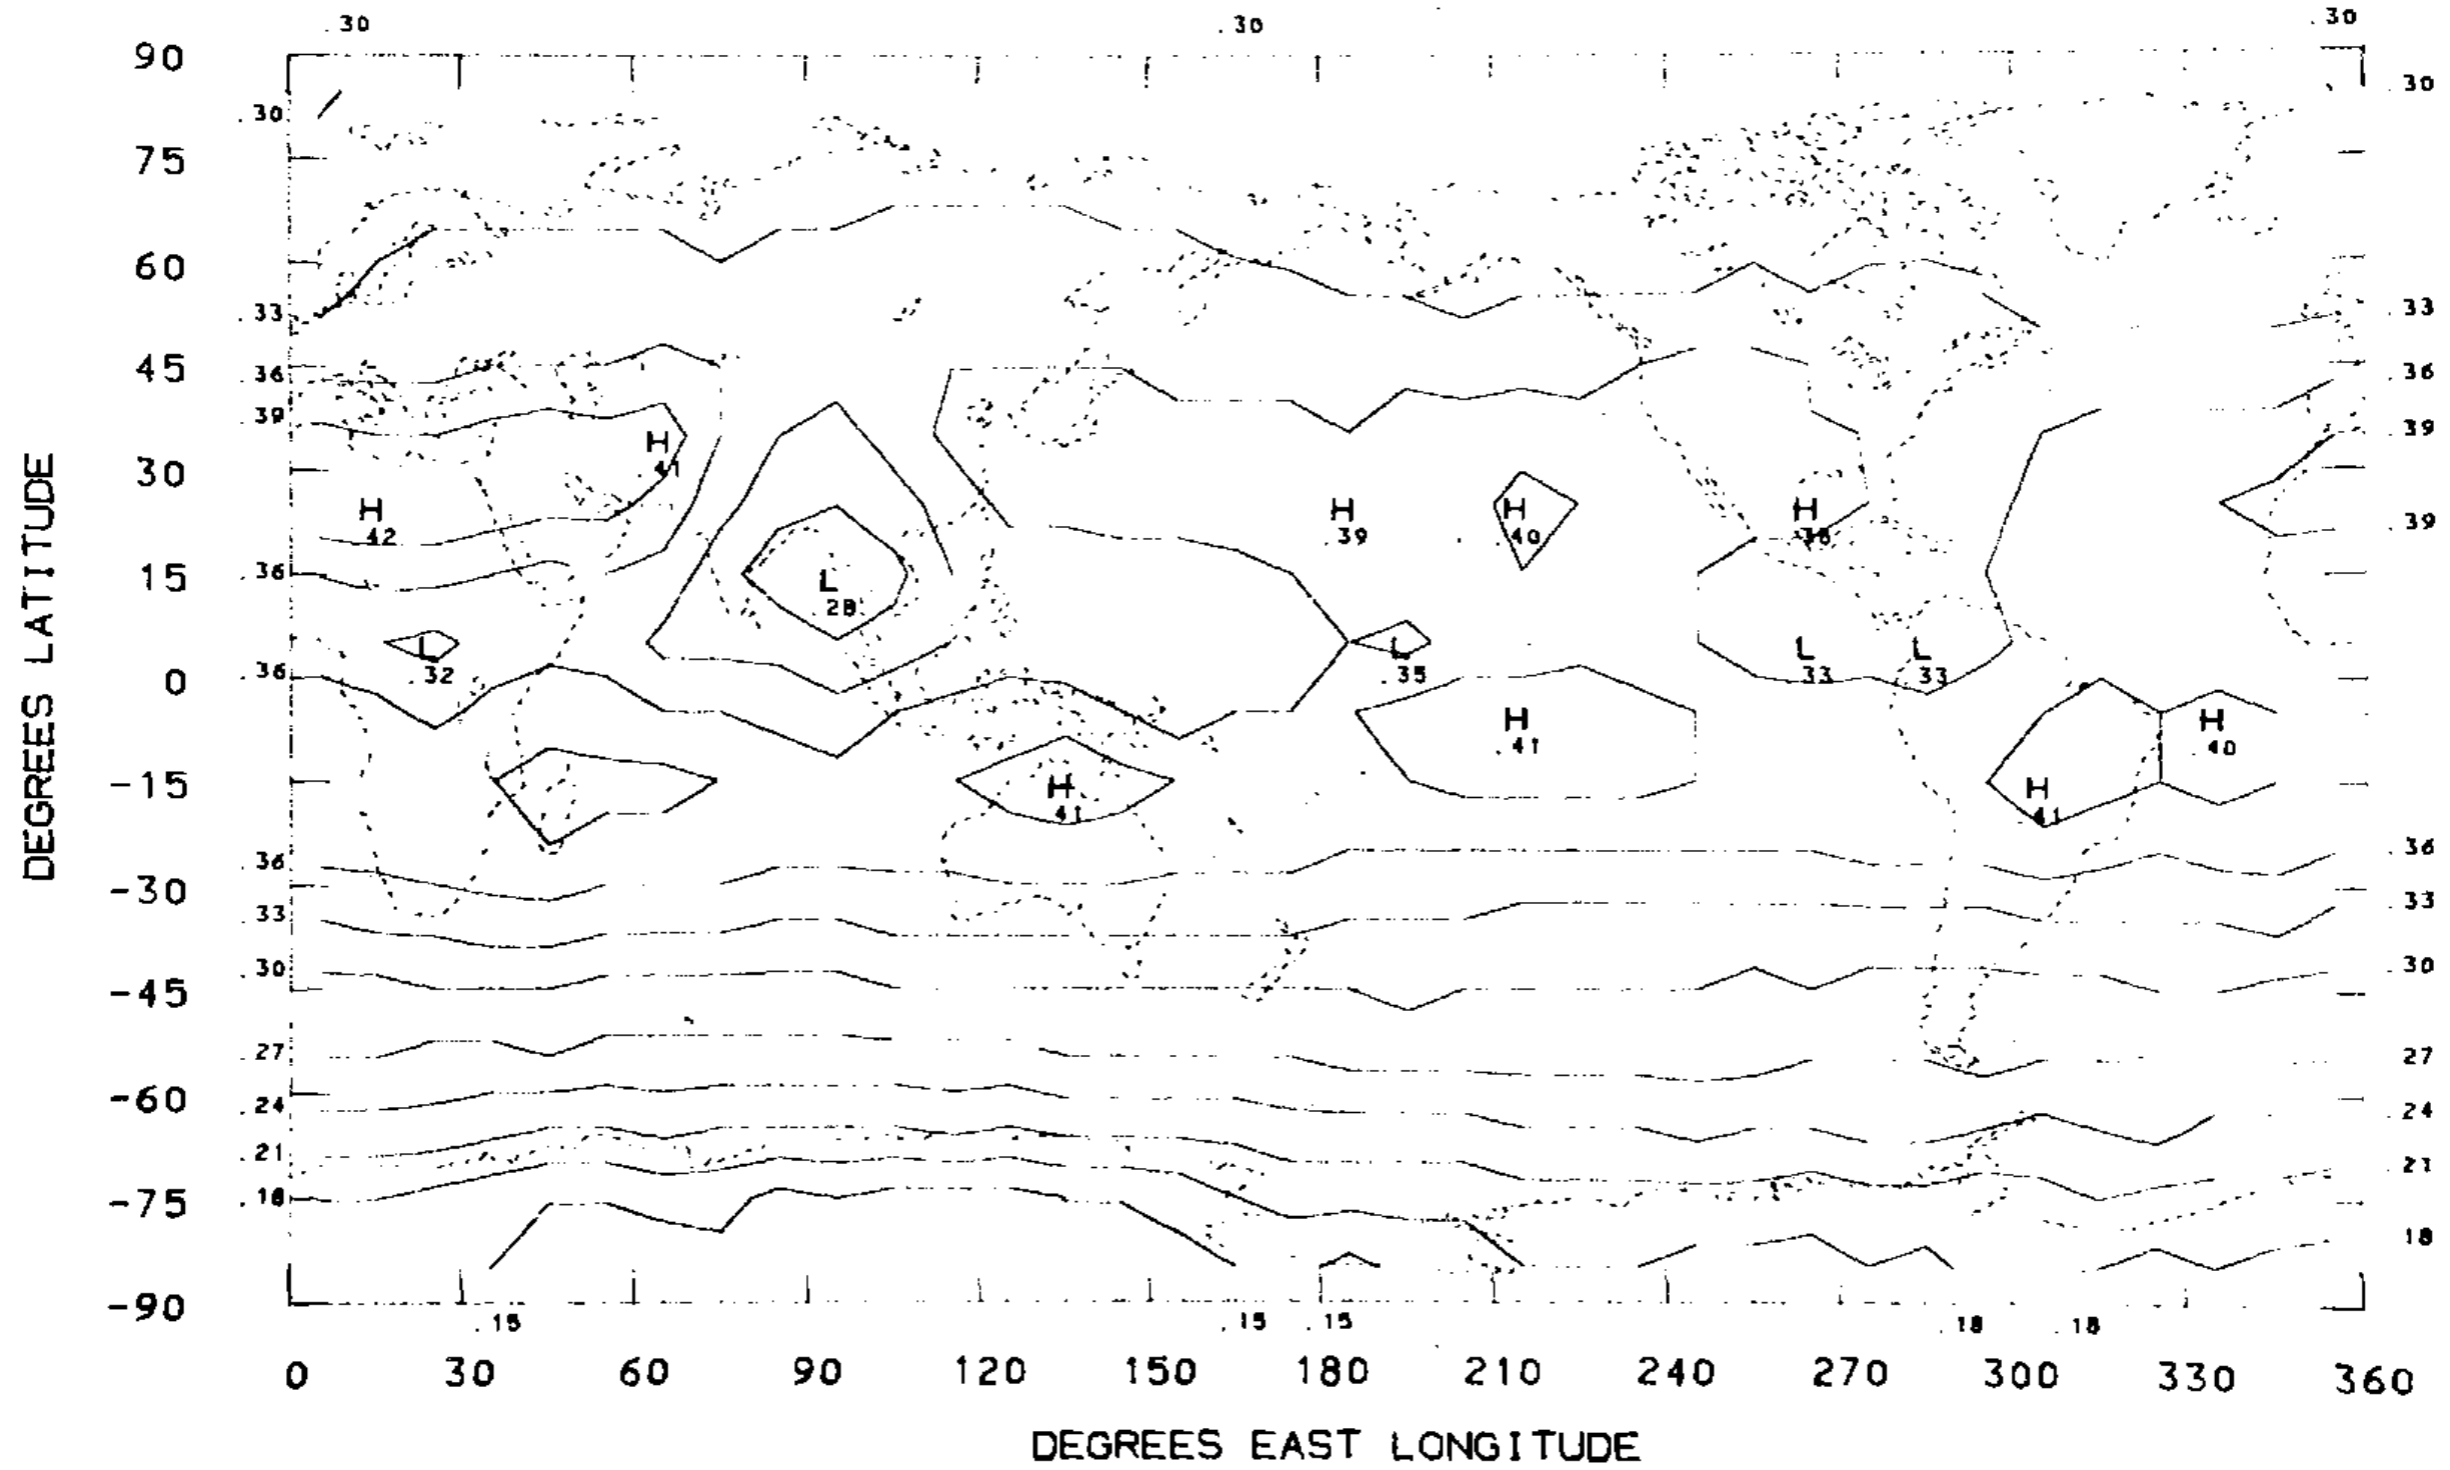 .30 .30 .30
90
.30 .30
75
60
.33 .33
45
.36 .36
.39 .39
H
.41
30
H H H H
.42 .39 .40 .39
15
.36
L
.28
L L L L
.32 .35 .33 .33
0
.36
H H
.41 .40
-15
H H
.41 .41
.36 .36
-30
.33 .33
.30 .30
-45
.27 .27
-60
.24 .24
.21 .21
-75
.18 .18
-90
.15 .15 .15 .18 .18
0 30 60 90 120 150 180 210 240 270 300 330 360
DEGREES EAST LONGITUDE
DEGREES LATITUDE